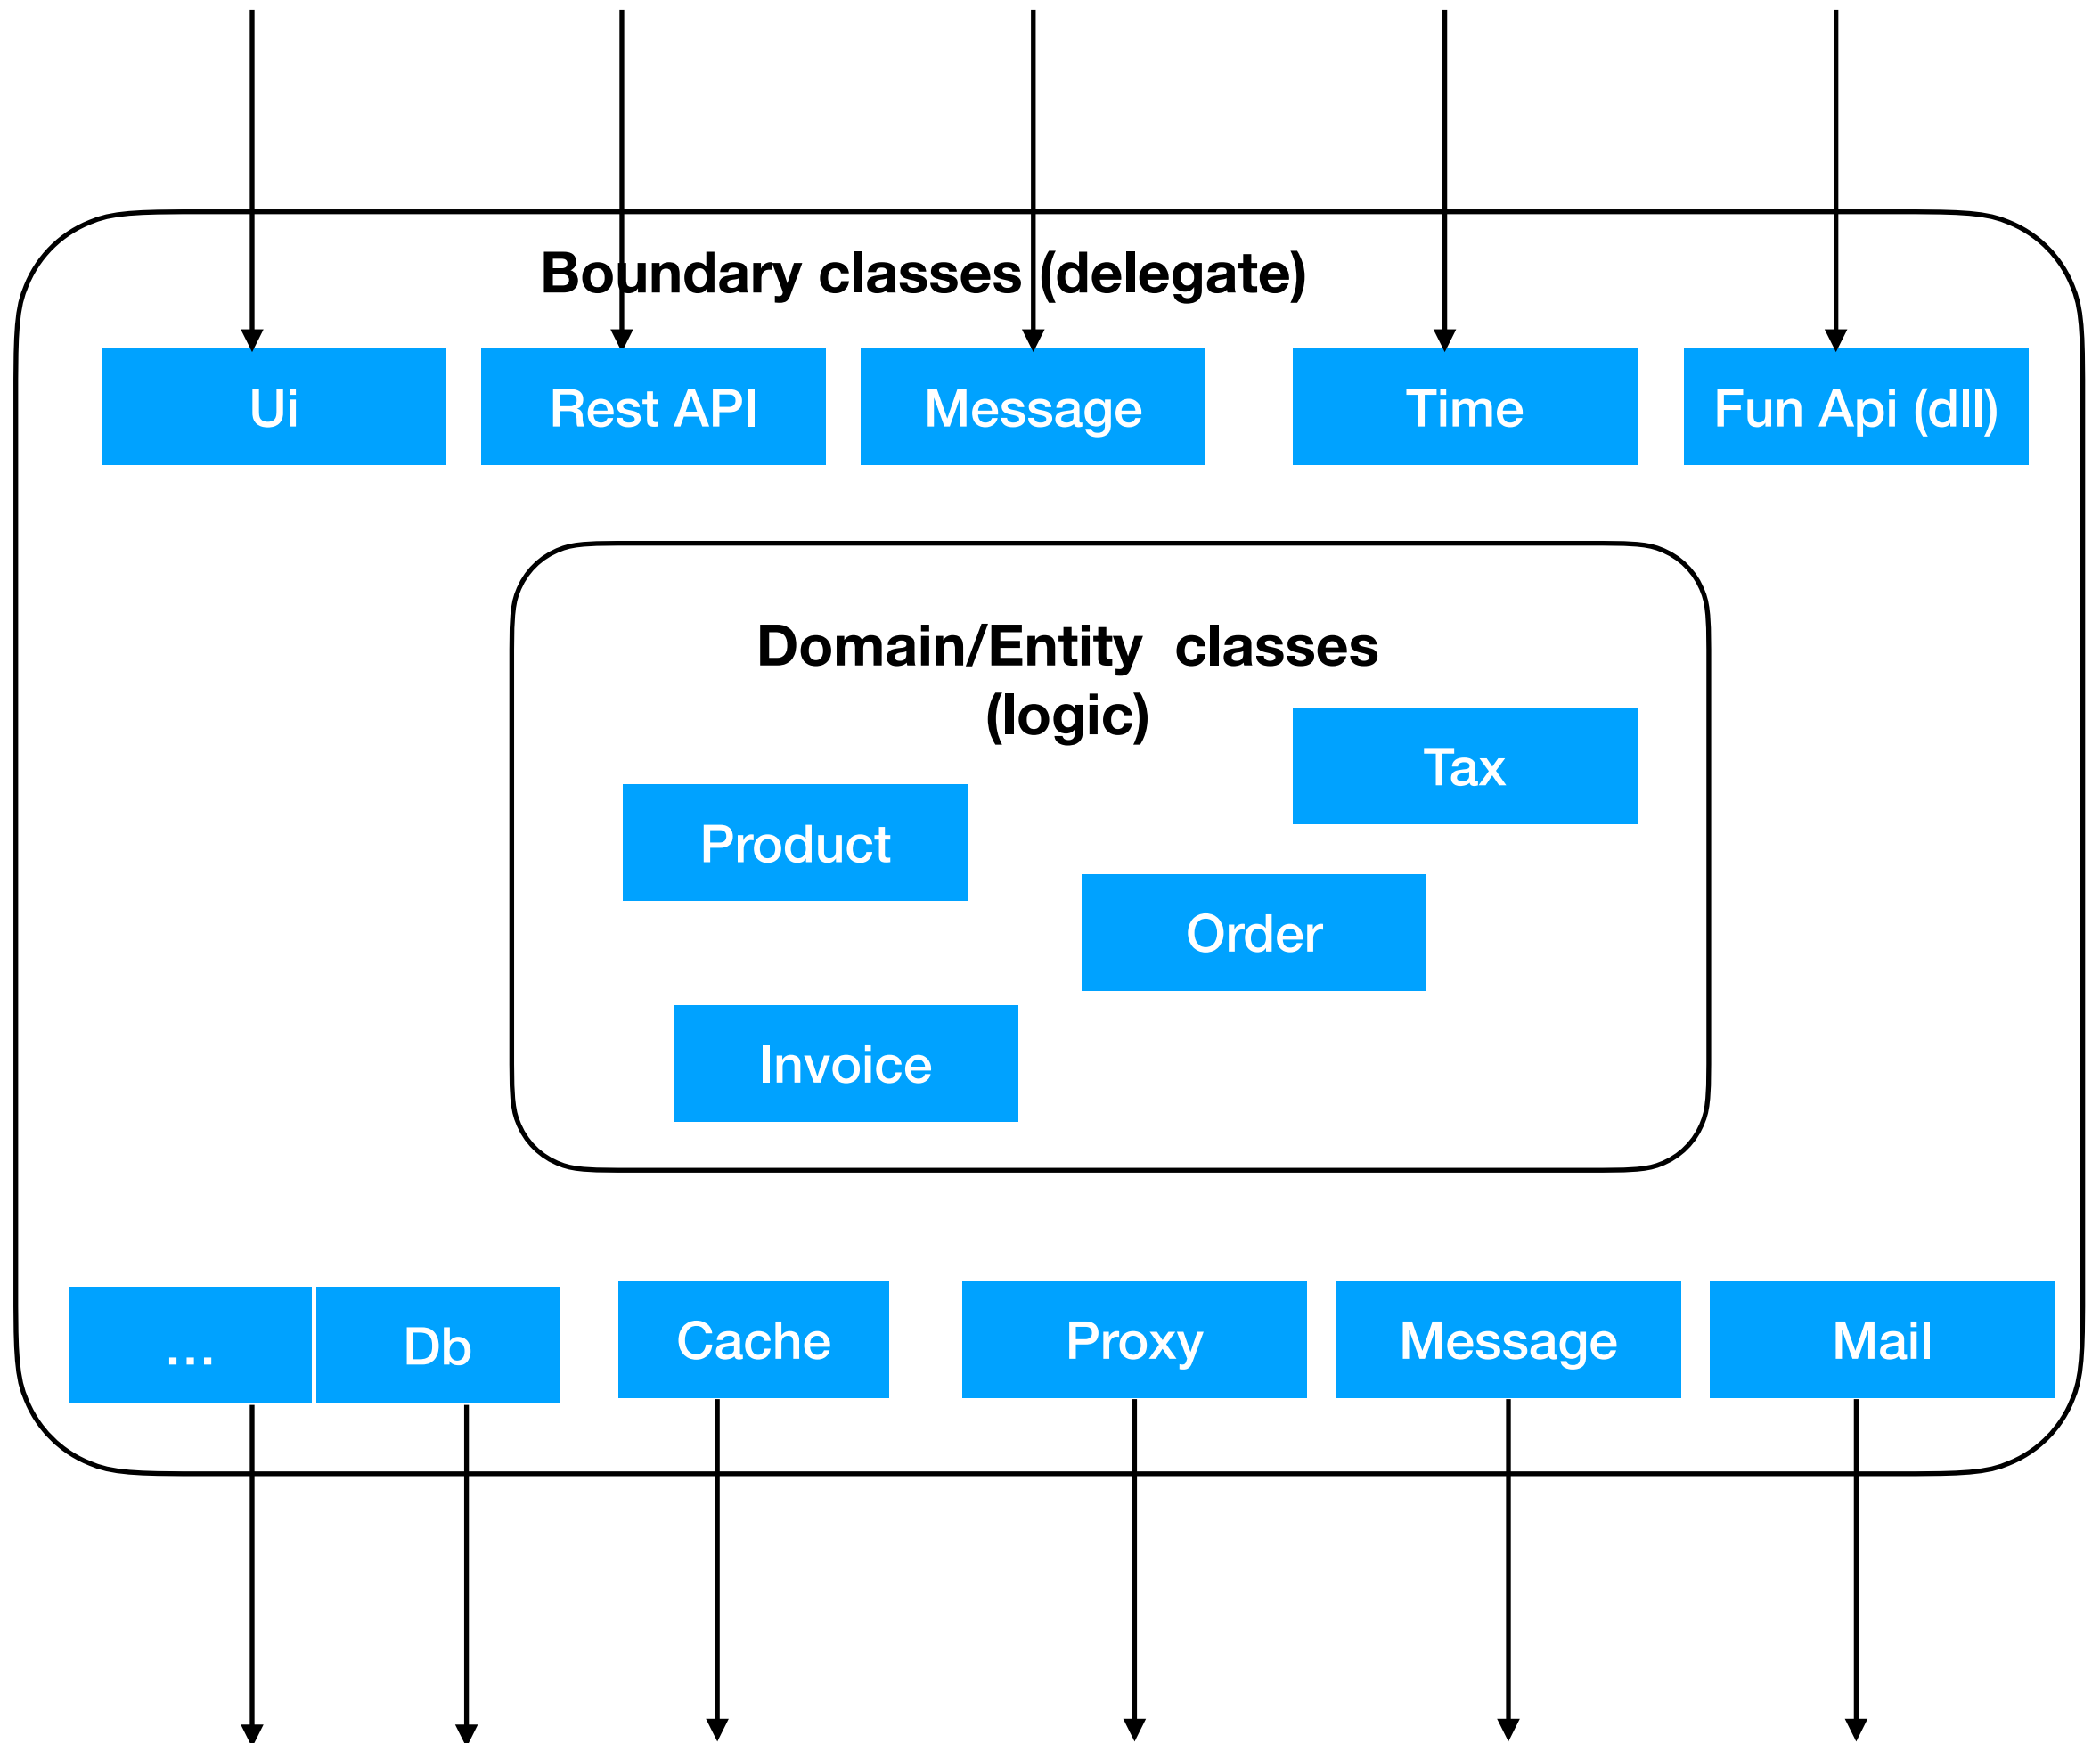 Boundary classes (delegate)
Ui
Rest API
Message
Time
Fun Api (dll)
Domain/Entity classes
(logic)
Tax
Product
Order
Invoice
...
Db
Cache
Proxy
Message
Mail